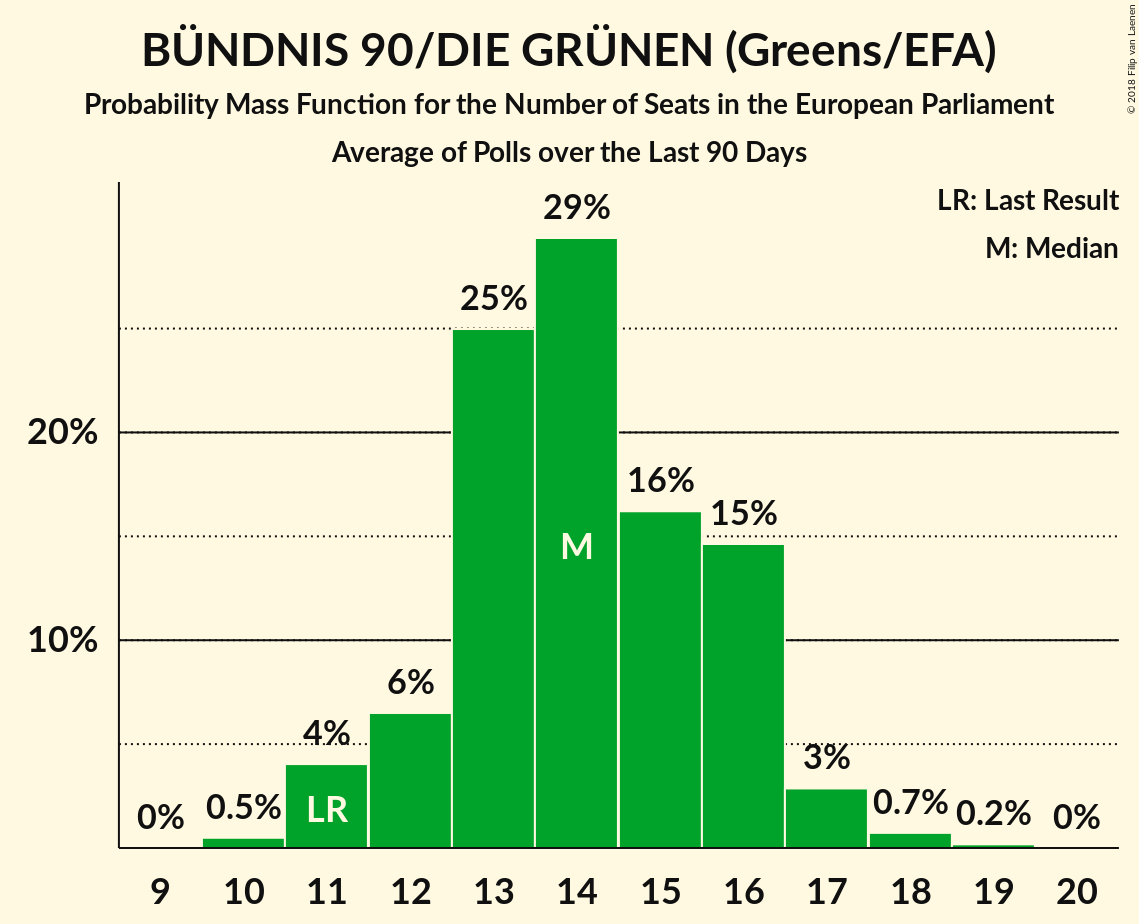 BÜNDNIS 90/DIE GRÜNEN (Greens/EFA)
Probability Mass Function for the Number of Seats in the European Parliament
Average of Polls over the Last 90 Days
© 2018 Filip van Laenen
LR: Last Result
M: Median
29%
25%
20%
16%
15%
M
10%
6%
4%
3%
LR
0%
0.5%
0.7%
0.2%
0%
9 10 11 12 13 14 15 16 17 18 19 20